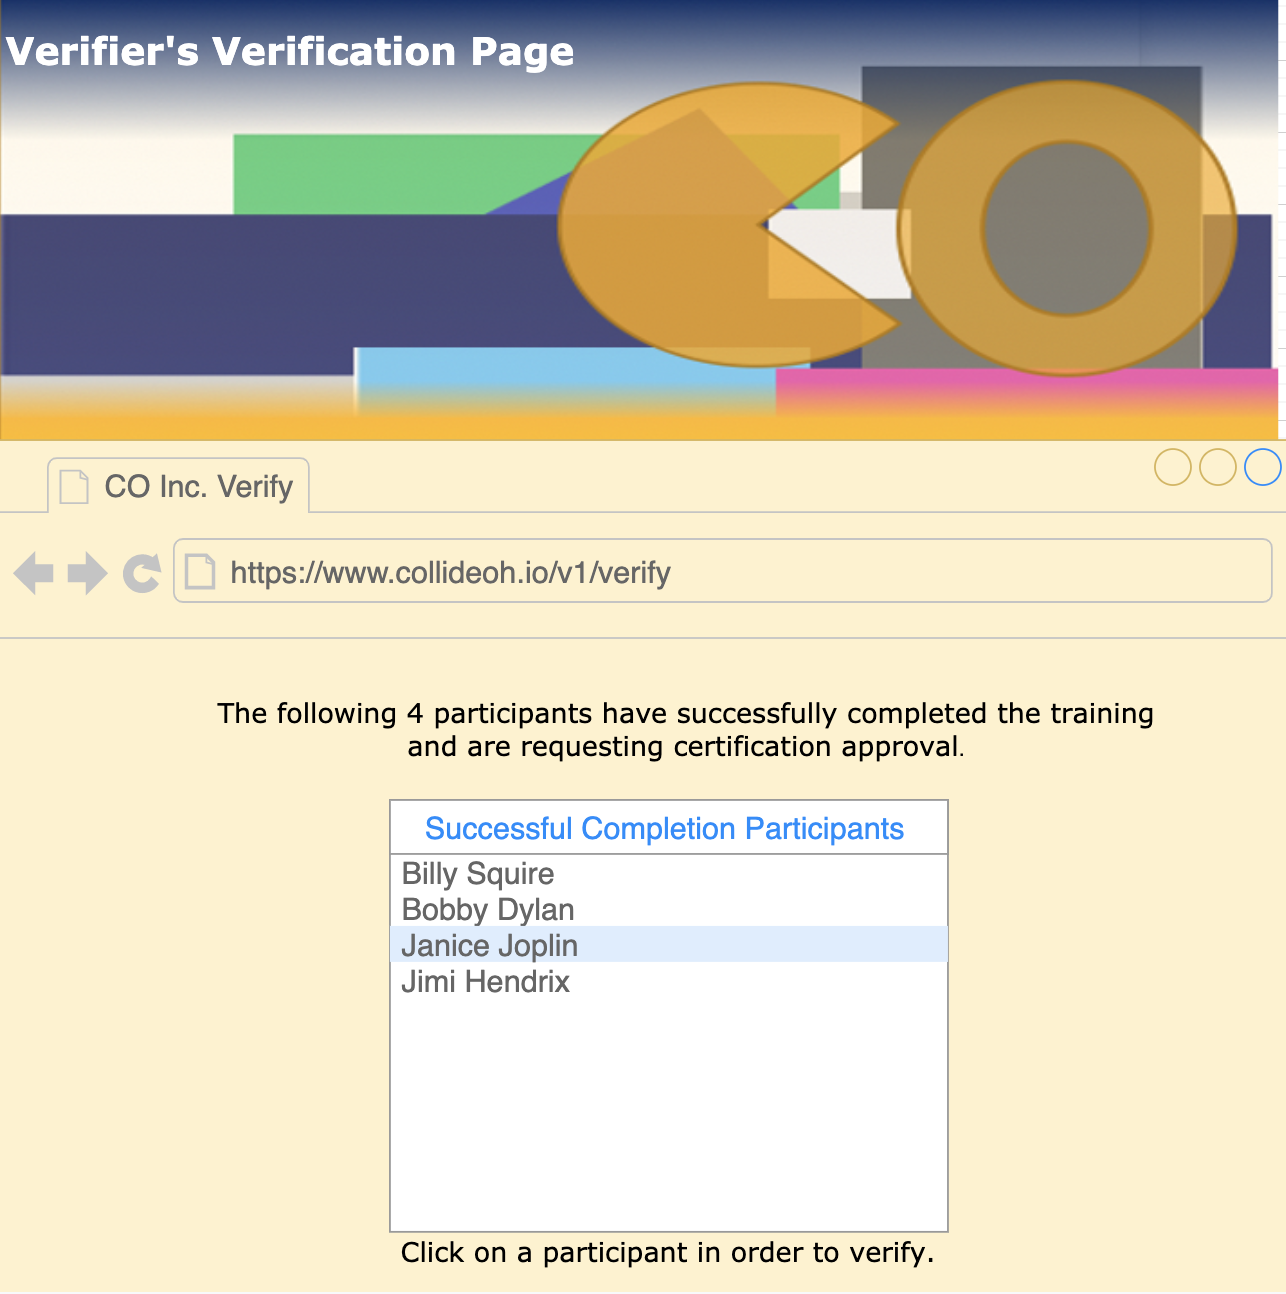 Verifier's Verification Page
CO
CO Inc. Verify
https://www.collideoh.io/v1/verify
The following 4 participants have successfully completed the training
and are requesting certification approval.
Successful Completion Participants
Billy Squire
Bobby Dylan
Janice Joplin
Jimi Hendrix
Click on a participant in order to verify.